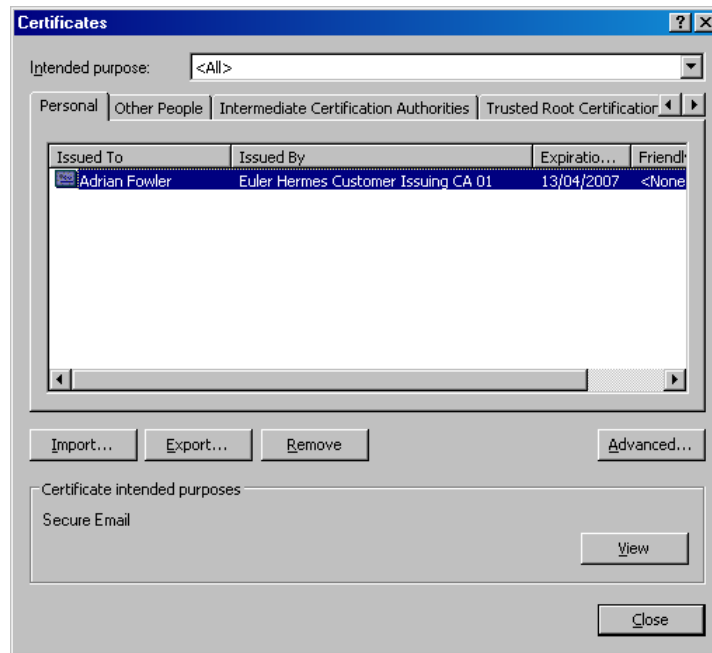 Certificates
Intended purpose: <All>
Personal Other People Intermediate Certification Authorities Trusted Root Certification
Issued To Issued By Expiratio... Friendl
Adrian Fowler Euler Hermes Customer Issuing CA 01 13/04/2007 <None
Import... Export... Remove Advanced...
Certificate intended purposes
Secure Email
View
Close